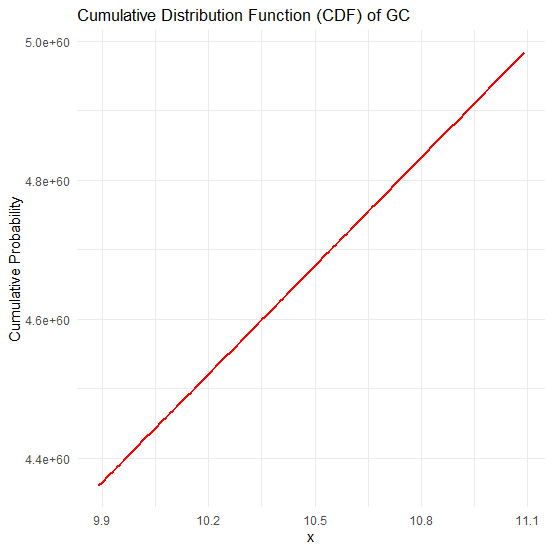 Cumulative Distribution Function (CDF) of GC
5.0e+60
4.8e+60
4.6e+60
4.4e+60
Cumulative Probability
9.9 10.2 10.5 10.8 11.1
x